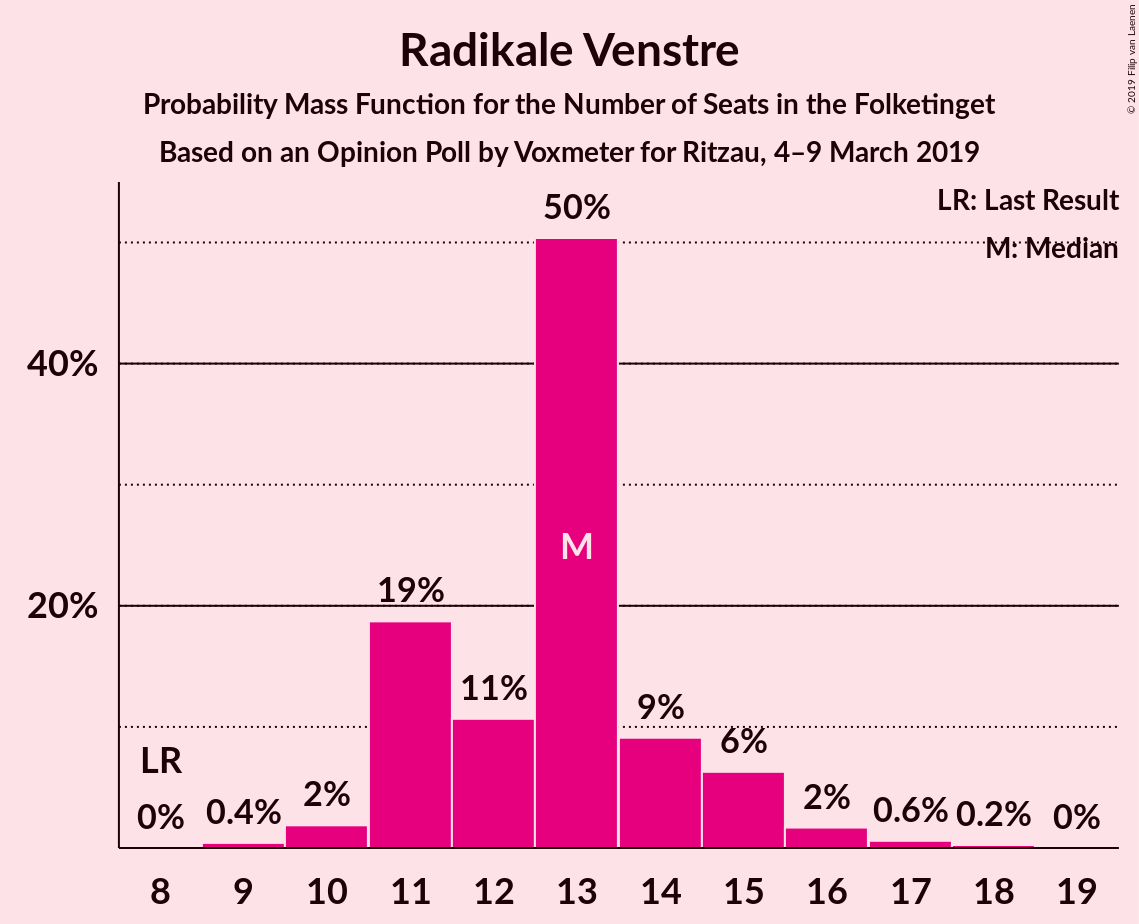 Radikale Venstre
Probability Mass Function for the Number of Seats in the Folketinget
Based on an Opinion Poll by Voxmeter for Ritzau, 4–9 March 2019
© 2019 Filip van Laenen
LR: Last Result
M: Median
50%
40%
M
20%
19%
11%
9%
6%
LR
0%
0.4%
2%
2%
0.6%
0.2%
0%
8 9 10 11 12 13 14 15 16 17 18 19